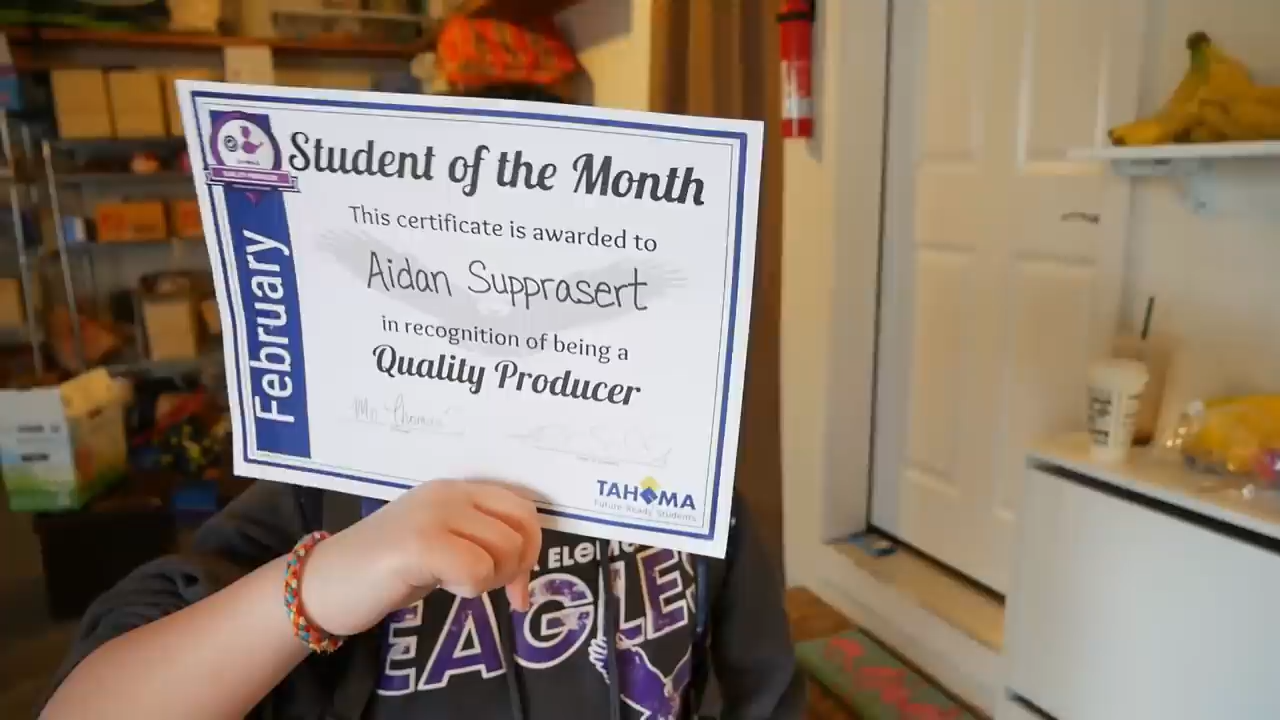 Student of the Month
This certificate is awarded to
Aidan Supprasert
in recognition of being a
Quality Producer
February
TAHOMA
Future Ready Students
EAGLES